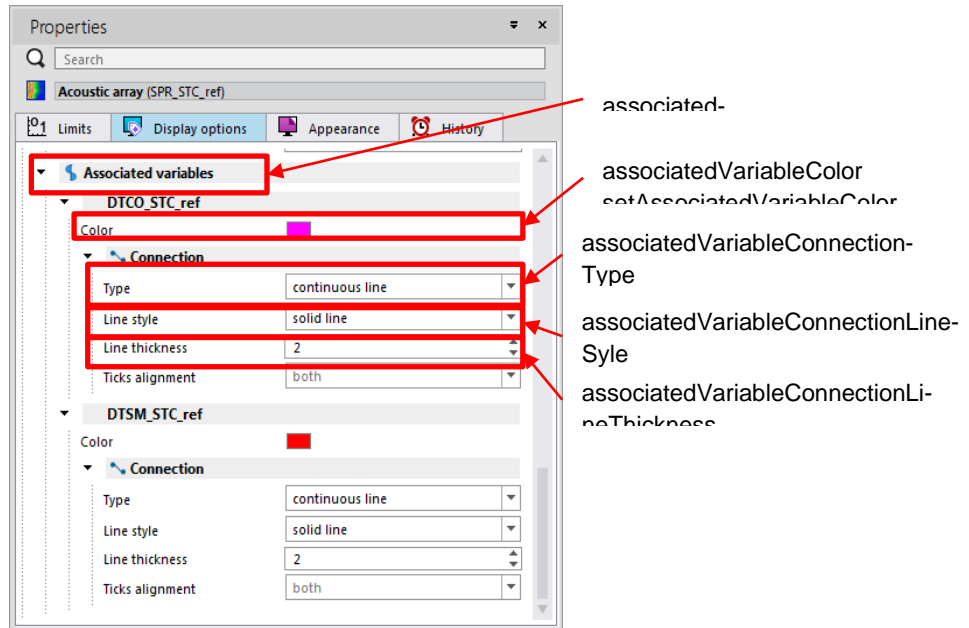 Properties
Search
Acoustic array (SPR_STC_ref)
Limits
Display options
Appearance
History
Associated variables
DTCO_STC_ref
Color
Connection
Type
continuous line
Line style
solid line
Line thickness
2
Ticks alignment
both
DTSM_STC_ref
Color
Connection
Type
continuous line
Line style
solid line
Line thickness
2
Ticks alignment
both
associated-
associatedVariableColor
setAssociatedVariableColor
associatedVariableConnection-
Type
associatedVariableConnectionLine-
Syle
associatedVariableConnectionLi-
neThickness